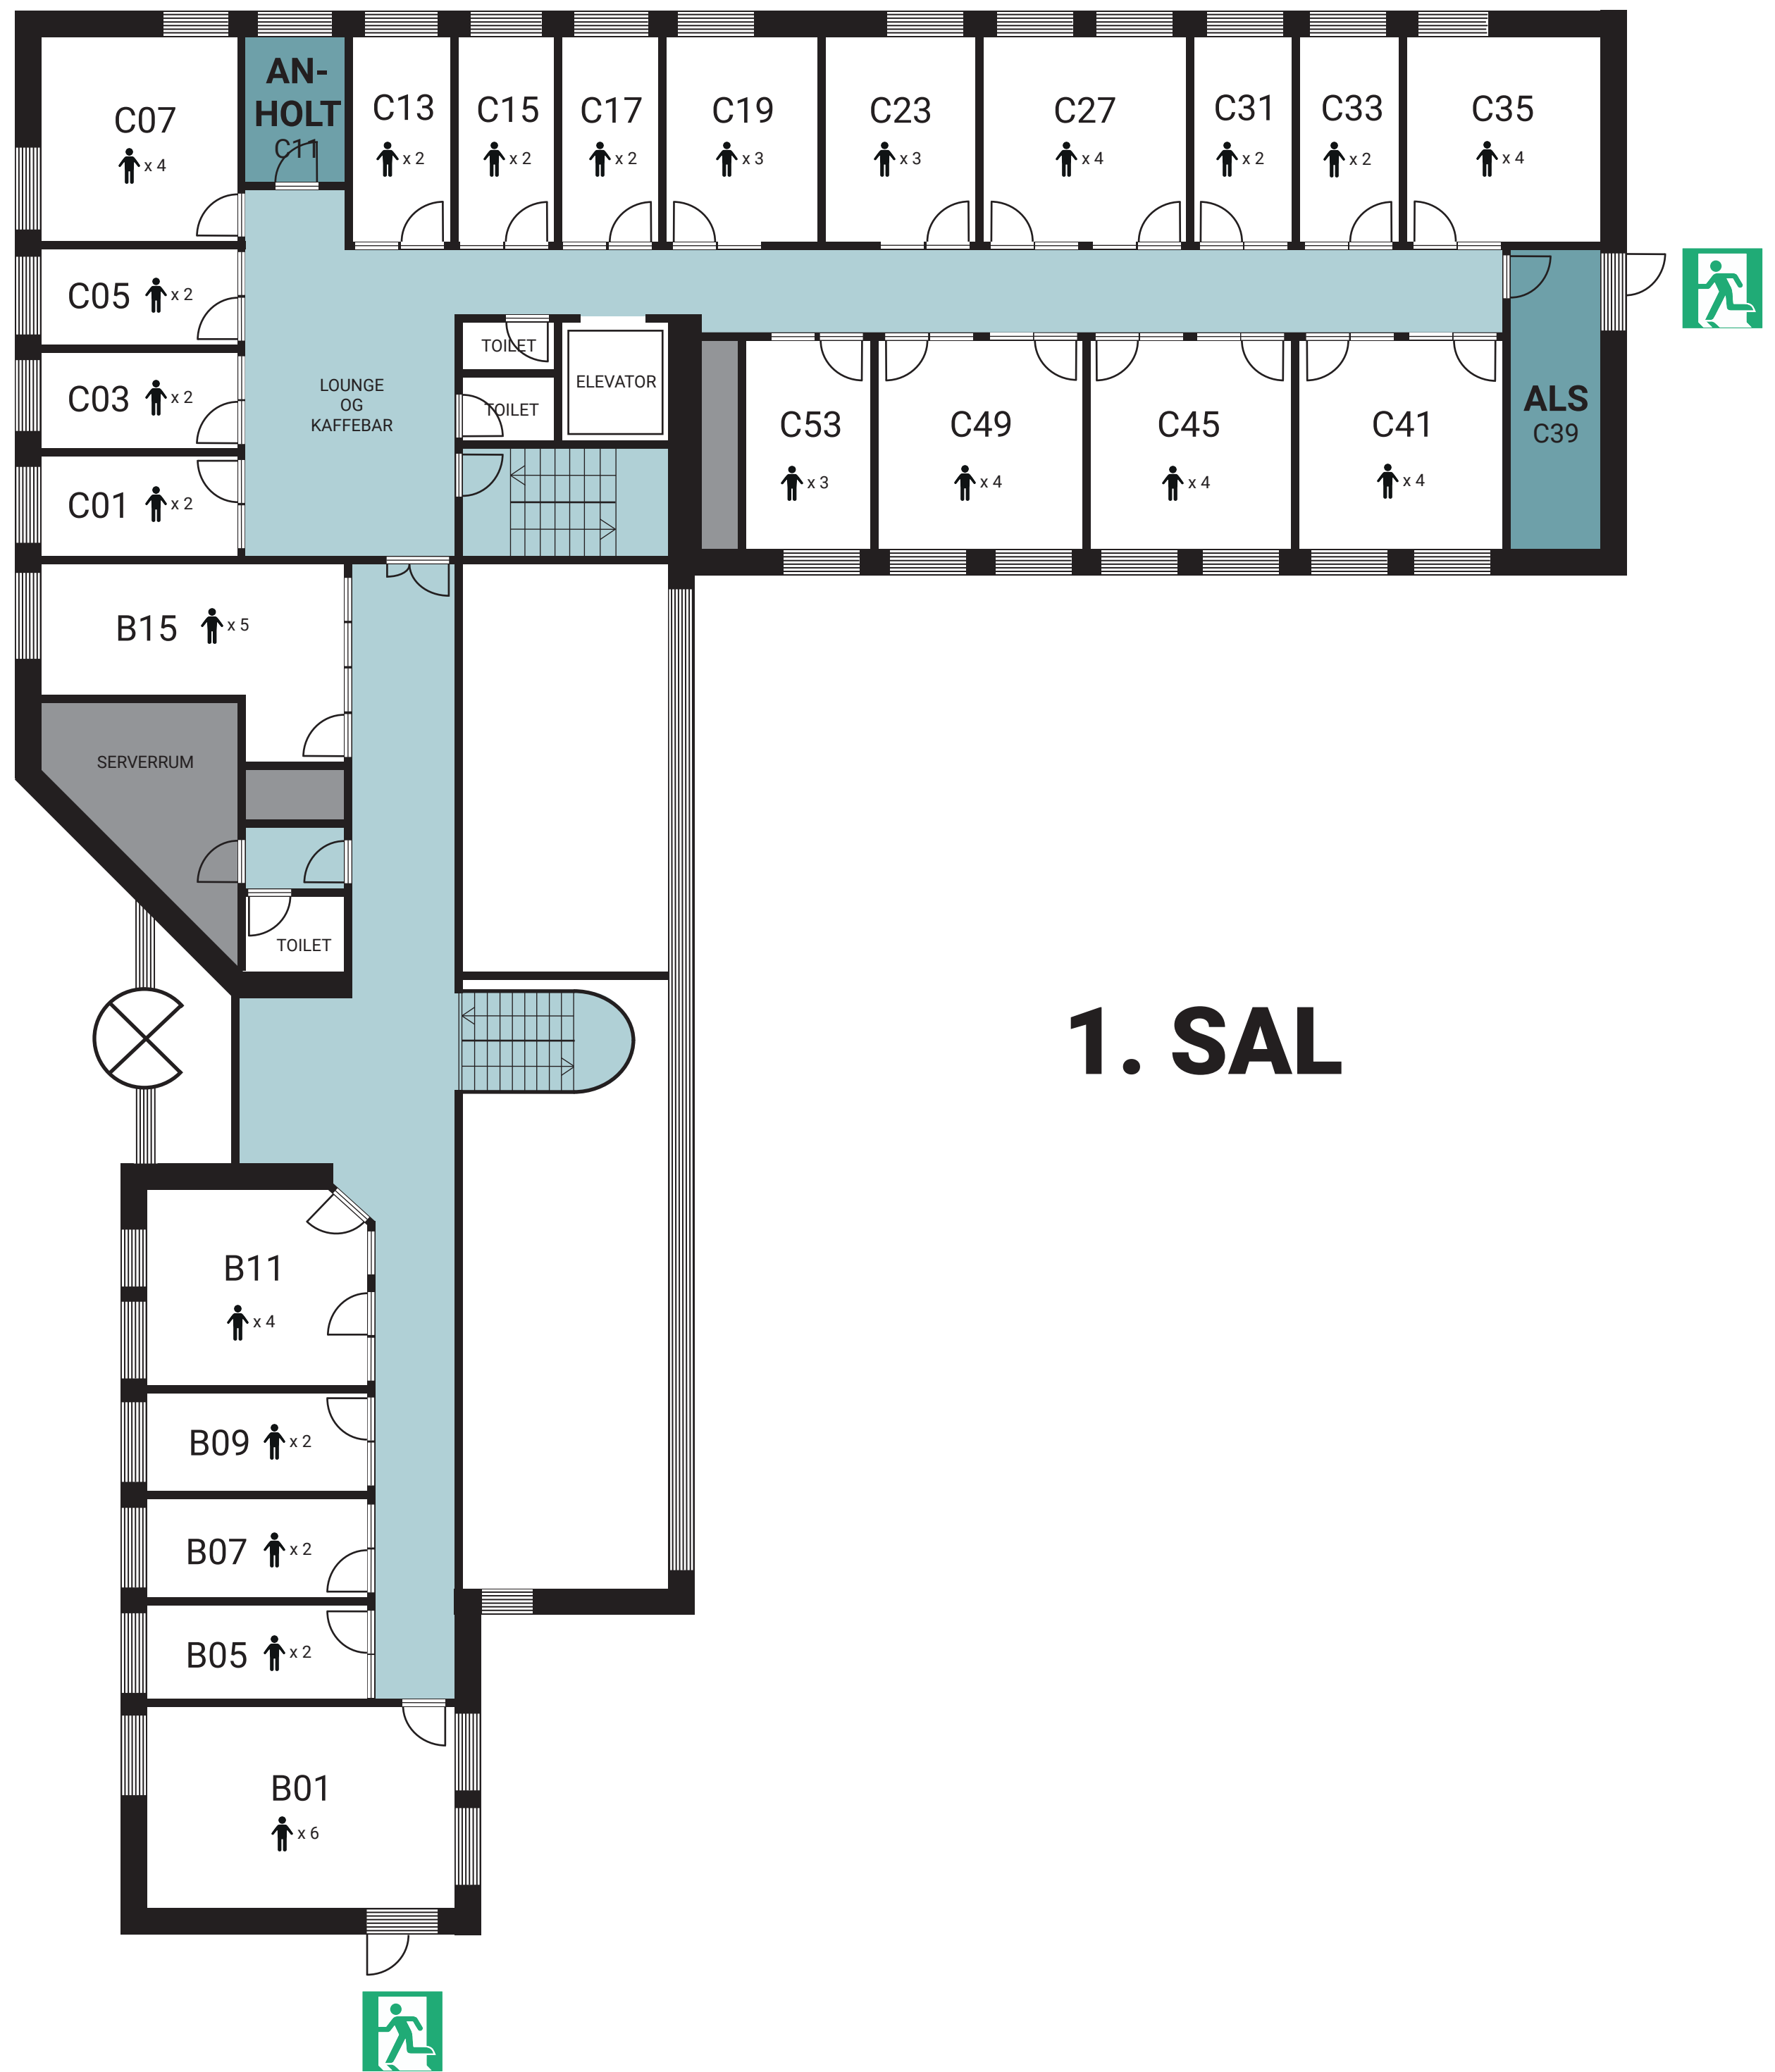 C07
x 4
AN-
HOLT
C11
C13
x 2
C15
x 2
C17
x 2
C19
x 3
C23
x 3
C27
x 4
C31
x 2
C33
x 2
C35
x 4
C05 x 2
C03 x 2
C01 x 2
LOUNGE
OG
KAFFEBAR
TOILET
TOILET
ELEVATOR
C53
x 3
C49
x 4
C45
x 4
C41
x 4
ALS
C39
B15 x 5
SERVERRUM
TOILET
1. SAL
B11
x 4
B09 x 2
B07 x 2
B05 x 2
B01
x 6